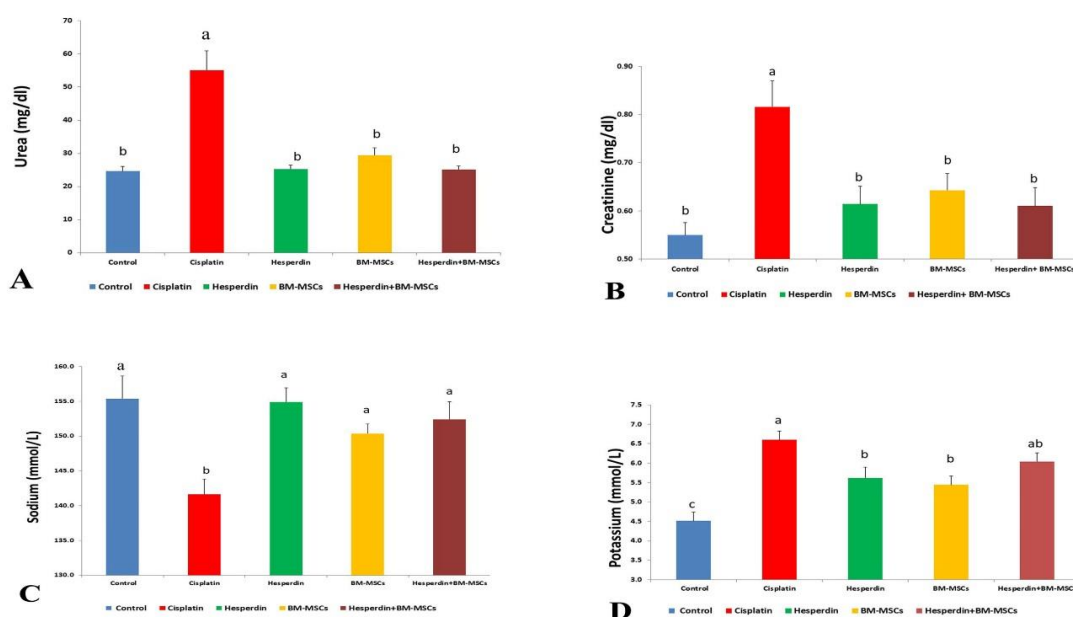 70
60
50
40
30
20
10
0
Urea (mg/dl)
b
a
b
b
b
Control
Cisplatin
Hesperdin
BM-MSCs
Hesperdin+BM-MSCs
A
Control Cisplatin Hesperdin BM-MSCs Hesperdin+BM-MSCs
0.90
0.80
0.70
0.60
0.50
Creatinine (mg/dl)
b
a
b
b
b
Control
Cisplatin
Hesperdin
BM-MSCs
Hesperdin+ BM-MSCs
B
Control Cisplatin Hesperdin BM-MSCs Hesperdin+ BM-MSCs
160.0
155.0
150.0
145.0
140.0
135.0
130.0
Sodium (mmol/L)
a
b
a
a
a
Control
Cisplatin
Hesperdin
BM-MSCs
Hesperdin+BM-MSCs
C
Control Cisplatin Hesperdin BM-MSCs Hesperdin+BM-MSCs
7.5
7.0
6.5
6.0
5.5
5.0
4.5
4.0
3.5
3.0
Potassium (mmol/L)
c
a
b
b
ab
Control
Cisplatin
Hesperdin
BM-MSCs
Hesperdin+BM-MSC
D
Control Cisplatin Hesperdin BM-MSCs Hesperdin+BM-MSCs